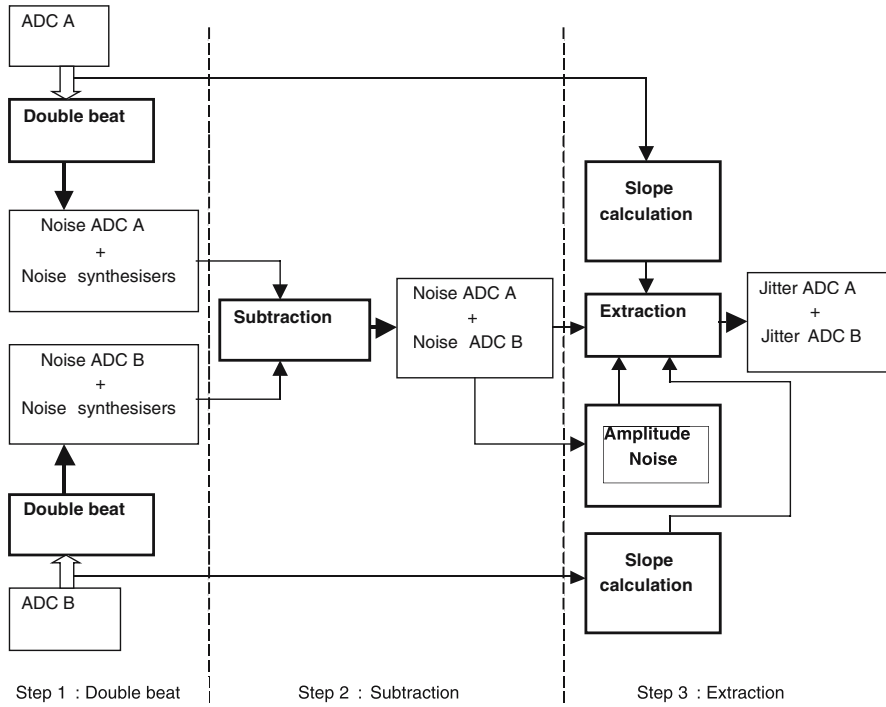 ADC A
Double beat
Noise ADC A
+
Noise synthesisers
Noise ADC B
+
Noise synthesisers
Double beat
ADC B
Subtraction
Noise ADC A
+
Noise ADC B
Slope
calculation
Extraction
Amplitude
Noise
Slope
calculation
Jitter ADC A
+
Jitter ADC B
Step 1 : Double beat
Step 2 : Subtraction
Step 3 : Extraction